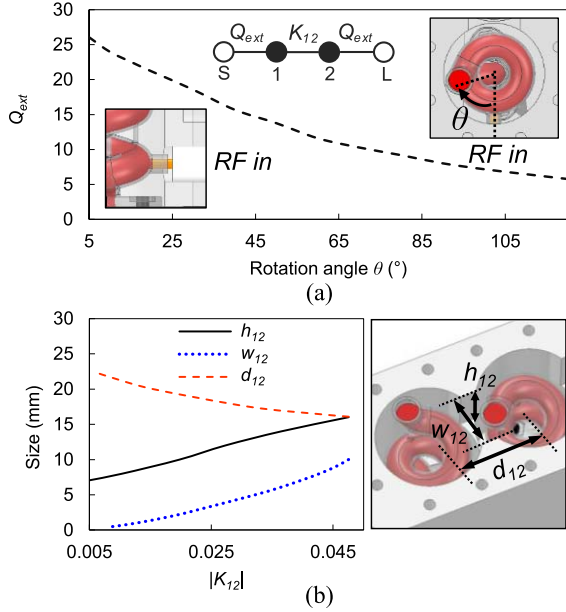 30
25
20
15
10
5
0
Q_ext
Q_ext K_12 Q_ext
S 1 2 L
θ
RF in
RF in
5 25 45 65 85 105
Rotation angle θ (°)
(a)
30
25
20
15
10
5
0
Size (mm)
h_12
w_12
d_12
0.005 0.025 0.045
|K_12|
h_12
w_12
d_12
(b)